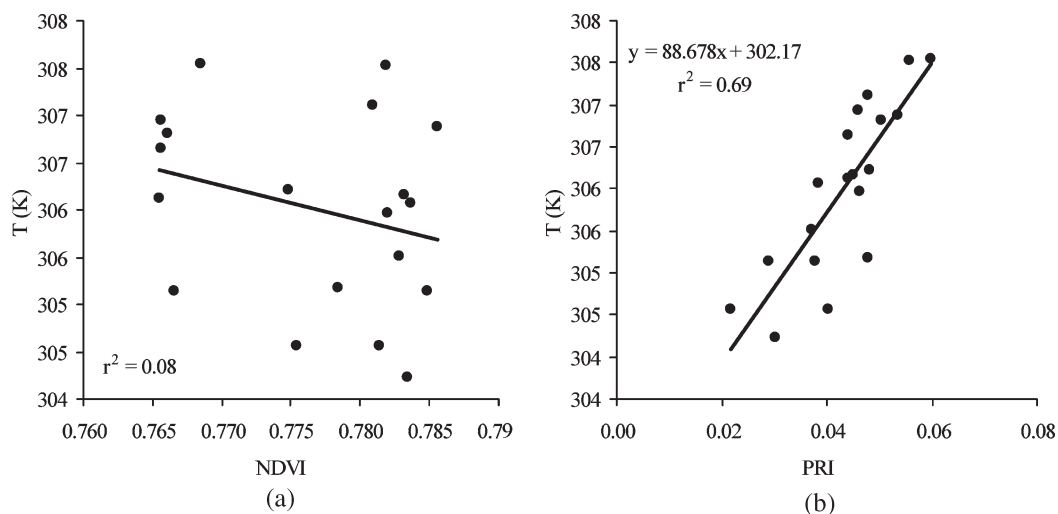 308
308
307
307
306
306
305
305
304
T (K)
r² = 0.08
0.760 0.765 0.770 0.775 0.780 0.785 0.79
NDVI
(a)
308
308
307
307
306
306
305
305
304
304
T (K)
y = 88.678x + 302.17
r² = 0.69
0.00 0.02 0.04 0.06 0.08
PRI
(b)